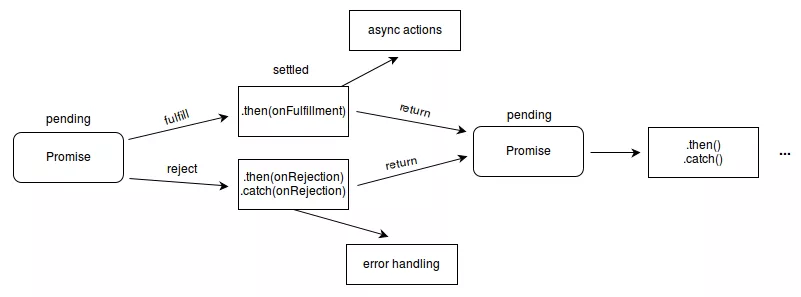 async actions
settled
pending
fulfill
.then(onFulfillment)
return
pending
Promise
Promise
.then()
.catch()
...
reject
.then(onRejection)
.catch(onRejection)
return
error handling